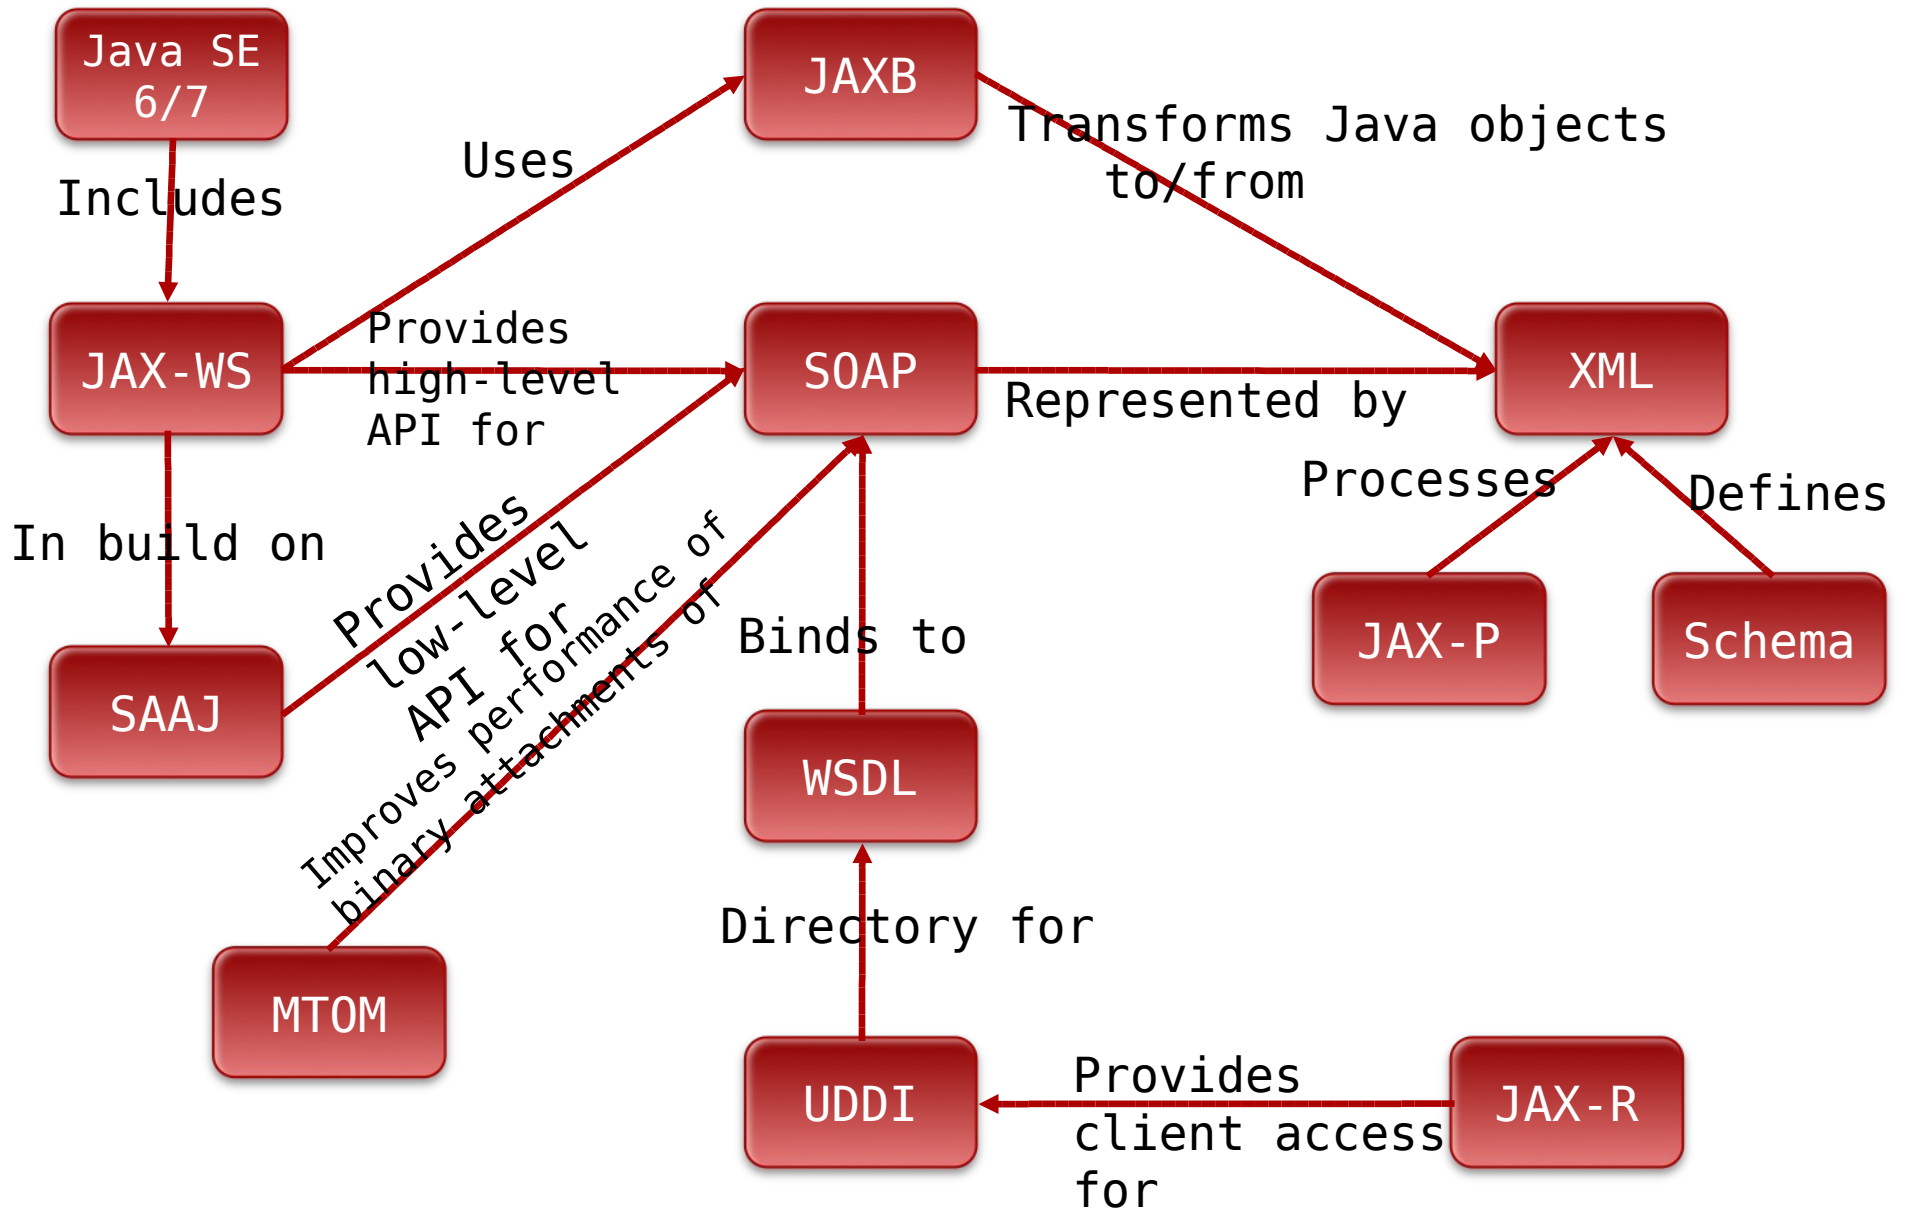 Java SE
6/7
JAXB
Transforms Java objects
to/from
Uses
Includes
JAX-WS
Provides
high-level
API for
SOAP
Represented by
XML
Processes
Defines
In build on
Provides
low-level
API for
Improves performance of
binary attachments of
Binds to
JAX-P
Schema
SAAJ
WSDL
Directory for
MTOM
UDDI
Provides
client access
for
JAX-R